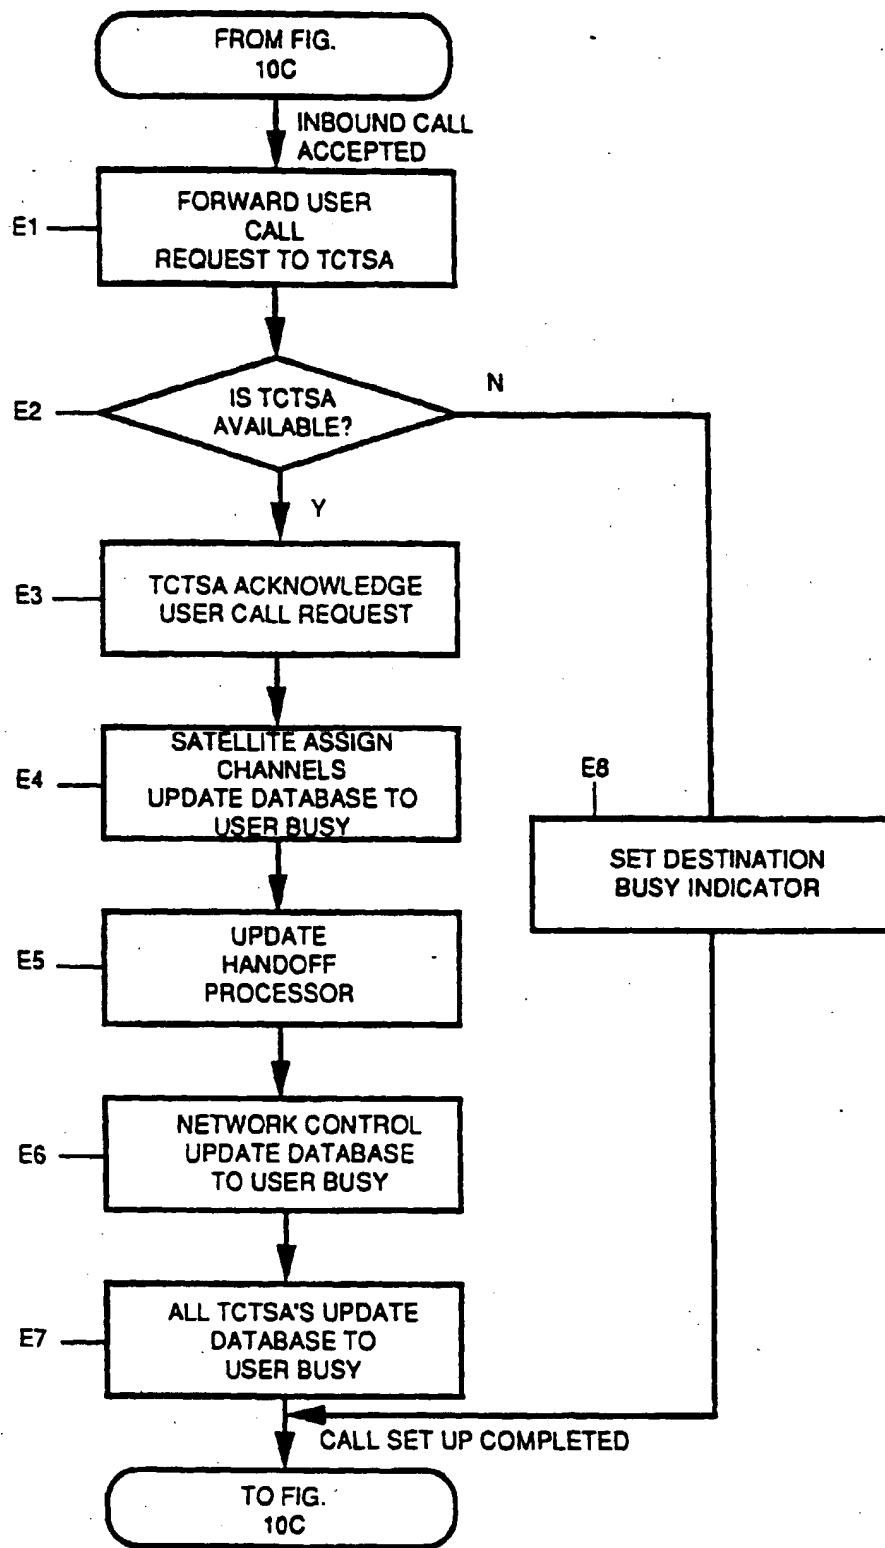 FROM FIG.
10C
INBOUND CALL
ACCEPTED
E1
FORWARD USER
CALL
REQUEST TO TCTSA
E2
IS TCTSA
AVAILABLE?
N
Y
E3
TCTSA ACKNOWLEDGE
USER CALL REQUEST
E4
SATELLITE ASSIGN
CHANNELS
UPDATE DATABASE TO
USER BUSY
E8
SET DESTINATION
BUSY INDICATOR
E5
UPDATE
HANDOFF
PROCESSOR
E6
NETWORK CONTROL
UPDATE DATABASE
TO USER BUSY
E7
ALL TCTSA'S UPDATE
DATABASE TO
USER BUSY
CALL SET UP COMPLETED
TO FIG.
10C